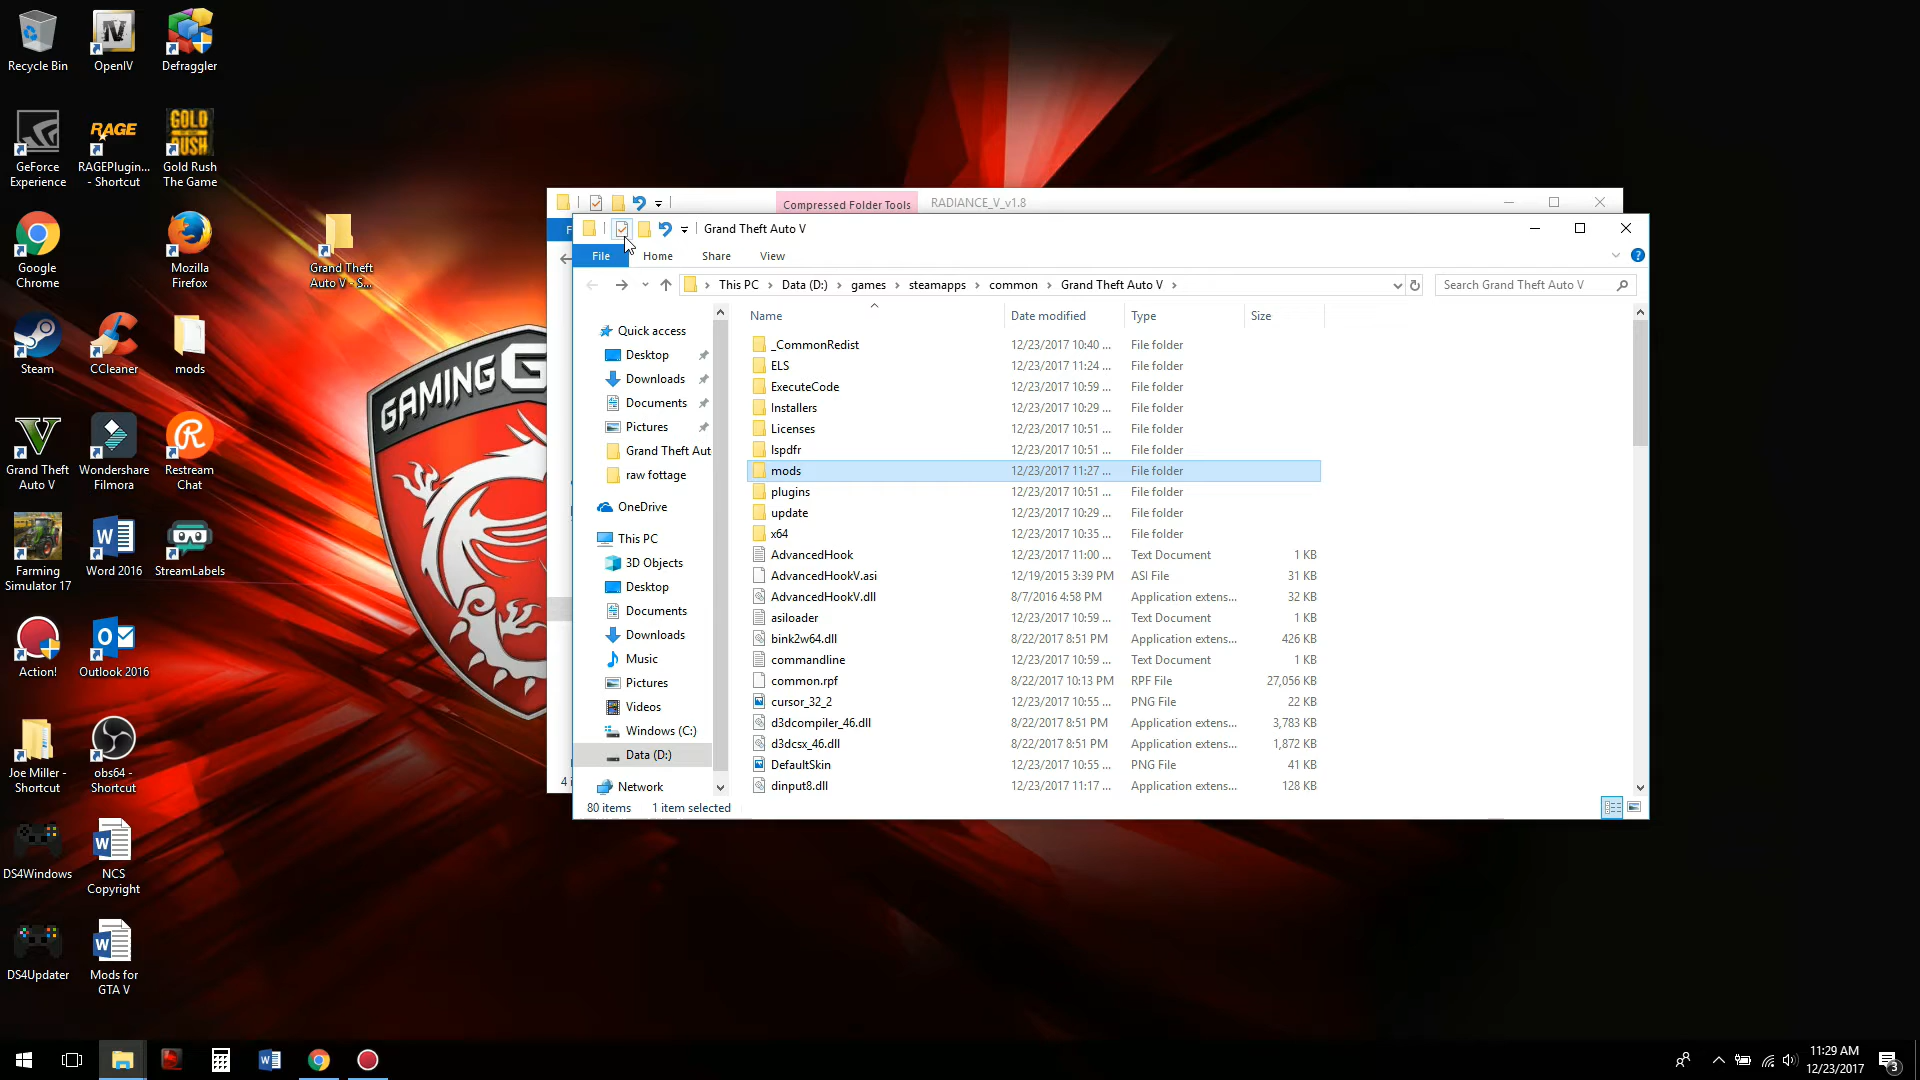 Recycle Bin
OpenIV
Defraggler
GeForce
Experience
RAGE
RAGEPlugin...
- Shortcut
GOLD
RUSH
Gold Rush
The Game
Google
Chrome
Mozilla
Firefox
Grand Theft
Auto V - S...
Steam
CCleaner
mods
Grand Theft
Auto V
Wondershare
Filmora
Restream
Chat
Farming
Simulator 17
Word 2016
StreamLabels
Action!
Outlook 2016
Joe Miller -
Shortcut
obs64 -
Shortcut
DS4Windows
NCS
Copyright
DS4Updater
Mods for
GTA V
GAMING G
Compressed Folder Tools
RADIANCE_V_v1.8
F
4 i
Grand Theft Auto V
File
Home
Share
View
This PC > Data (D:) > games > steamapps > common > Grand Theft Auto V >
Search Grand Theft Auto V
Quick access
Desktop
Downloads
Documents
Pictures
Grand Theft Aut
raw fottage
OneDrive
This PC
3D Objects
Desktop
Documents
Downloads
Music
Pictures
Videos
Windows (C:)
Data (D:)
Network
Name Date modified Type Size
_CommonRedist 12/23/2017 10:40 ... File folder
ELS 12/23/2017 11:24 ... File folder
ExecuteCode 12/23/2017 10:59 ... File folder
Installers 12/23/2017 10:29 ... File folder
Licenses 12/23/2017 10:51 ... File folder
lspdfr 12/23/2017 10:51 ... File folder
mods 12/23/2017 11:27 ... File folder
plugins 12/23/2017 10:51 ... File folder
update 12/23/2017 10:29 ... File folder
x64 12/23/2017 10:35 ... File folder
AdvancedHook 12/23/2017 11:00 ... Text Document 1 KB
AdvancedHookV.asi 12/19/2015 3:39 PM ASI File 31 KB
AdvancedHookV.dll 8/7/2016 4:58 PM Application extens... 32 KB
asiloader 12/23/2017 10:59 ... Text Document 1 KB
bink2w64.dll 8/22/2017 8:51 PM Application extens... 426 KB
commandline 12/23/2017 10:59 ... Text Document 1 KB
common.rpf 8/22/2017 10:13 PM RPF File 27,056 KB
cursor_32_2 12/23/2017 10:55 ... PNG File 22 KB
d3dcompiler_46.dll 8/22/2017 8:51 PM Application extens... 3,783 KB
d3dcsx_46.dll 8/22/2017 8:51 PM Application extens... 1,872 KB
DefaultSkin 12/23/2017 10:55 ... PNG File 41 KB
dinput8.dll 12/23/2017 11:17 ... Application extens... 128 KB
80 items 1 item selected
11:29 AM
12/23/2017
3